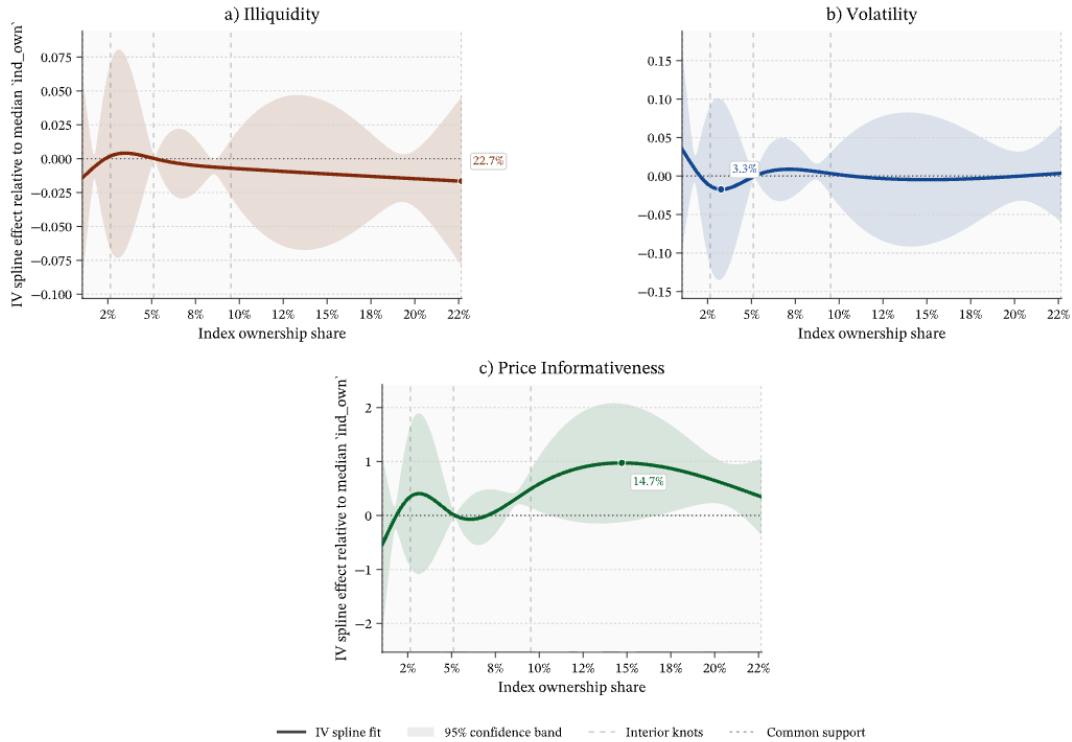 a) Illiquidity
IV spline effect relative to median `ind_own`
0.075
0.050
0.025
0.000
−0.025
−0.050
−0.075
−0.100
22.7%
2% 5% 8% 10% 12% 15% 18% 20% 22%
Index ownership share
b) Volatility
0.15
0.10
0.05
0.00
−0.05
−0.10
−0.15
3.3%
2% 5% 8% 10% 12% 15% 18% 20% 22%
Index ownership share
c) Price Informativeness
IV spline effect relative to median `ind_own`
2
1
0
−1
−2
14.7%
2% 5% 8% 10% 12% 15% 18% 20% 22%
Index ownership share
IV spline fit 95% confidence band Interior knots Common support